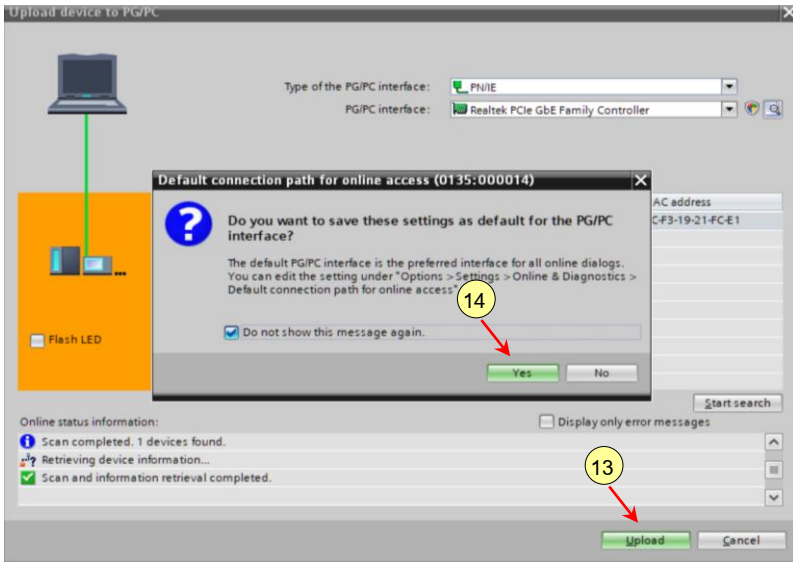 Upload device to PG/PC
Type of the PG/PC interface: PN/IE
PG/PC interface: Realtek PCIe GbE Family Controller
Default connection path for online access (0135:000014)
AC address
C-F3-19-21-FC-E1
Do you want to save these settings as default for the PG/PC
interface?
The default PG/PC interface is the preferred interface for all online dialogs.
You can edit the setting under "Options > Settings > Online & Diagnostics >
Default connection path for online access"
14
Do not show this message again.
Flash LED
Yes No
Start search
Online status information:
Display only error messages
Scan completed. 1 devices found.
Retrieving device information...
Scan and information retrieval completed.
13
Upload Cancel